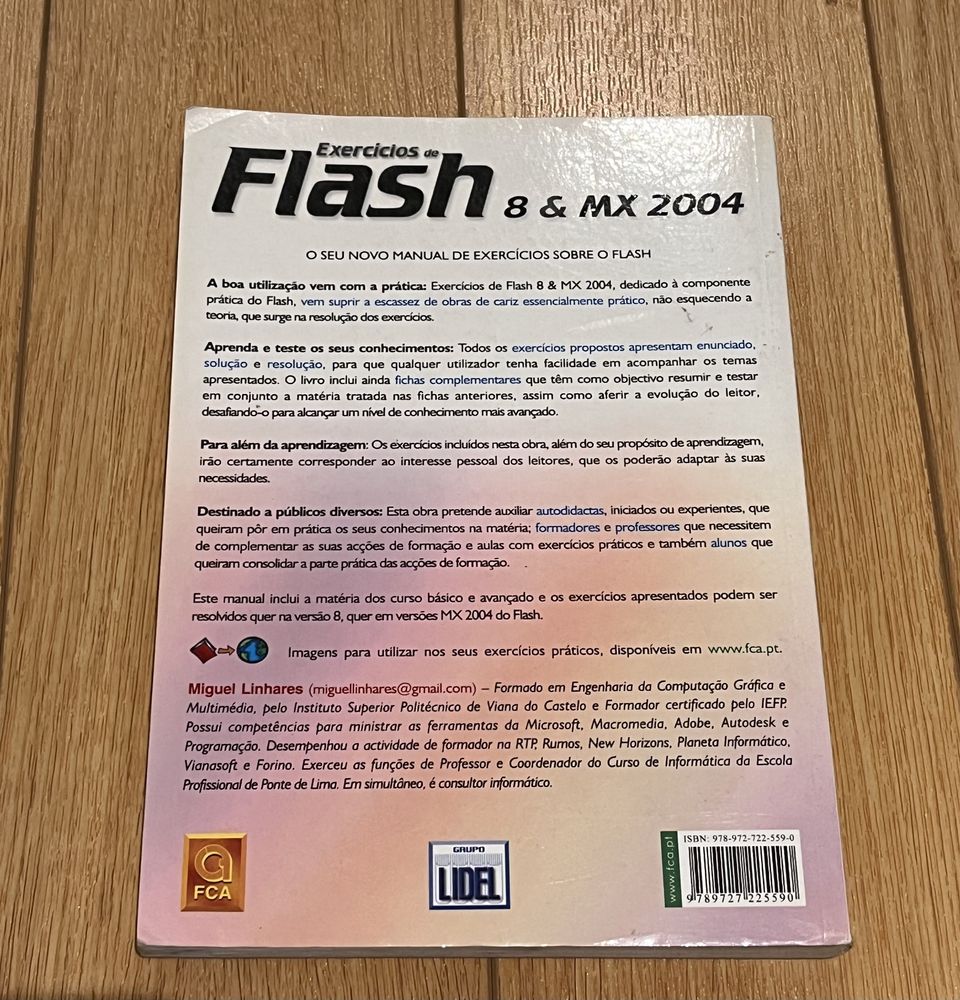 Exercícios de
Flash 8 & MX 2004
O SEU NOVO MANUAL DE EXERCÍCIOS SOBRE O FLASH
A boa utilização vem com a prática: Exercícios de Flash 8 & MX 2004, dedicado à componente
prática do Flash, vem suprir a escassez de obras de cariz essencialmente prático, não esquecendo a
teoria, que surge na resolução dos exercícios.
Aprenda e teste os seus conhecimentos: Todos os exercícios propostos apresentam enunciado,
solução e resolução, para que qualquer utilizador tenha facilidade em acompanhar os temas
apresentados. O livro inclui ainda fichas complementares que têm como objectivo resumir e testar
em conjunto a matéria tratada nas fichas anteriores, assim como aferir a evolução do leitor,
desafiando-o para alcançar um nível de conhecimento mais avançado.
Para além da aprendizagem: Os exercícios incluídos nesta obra, além do seu propósito de aprendizagem,
irão certamente corresponder ao interesse pessoal dos leitores, que os poderão adaptar às suas
necessidades.
Destinado a públicos diversos: Esta obra pretende auxiliar autodidactas, iniciados ou experientes, que
queiram pôr em prática os seus conhecimentos na matéria; formadores e professores que necessitem
de complementar as suas acções de formação e aulas com exercícios práticos e também alunos que
queiram consolidar a parte prática das acções de formação.
Este manual inclui a matéria dos curso básico e avançado e os exercícios apresentados podem ser
resolvidos quer na versão 8, quer em versões MX 2004 do Flash.
Imagens para utilizar nos seus exercícios práticos, disponíveis em www.fca.pt.
Miguel Linhares (miguellinhares@gmail.com) – Formado em Engenharia da Computação Gráfica e
Multimédia, pelo Instituto Superior Politécnico de Viana do Castelo e Formador certificado pelo IEFP.
Possui competências para ministrar as ferramentas da Microsoft, Macromedia, Adobe, Autodesk e
Programação. Desempenhou a actividade de formador na RTP, Rumos, New Horizons, Planeta Informático,
Vianasoft e Forino. Exerceu as funções de Professor e Coordenador do Curso de Informática da Escola
Profissional de Ponte de Lima. Em simultâneo, é consultor informático.
FCA
GRUPO
LIDEL
www.fca.pt
ISBN: 978-972-722-559-0
9 789727 225590